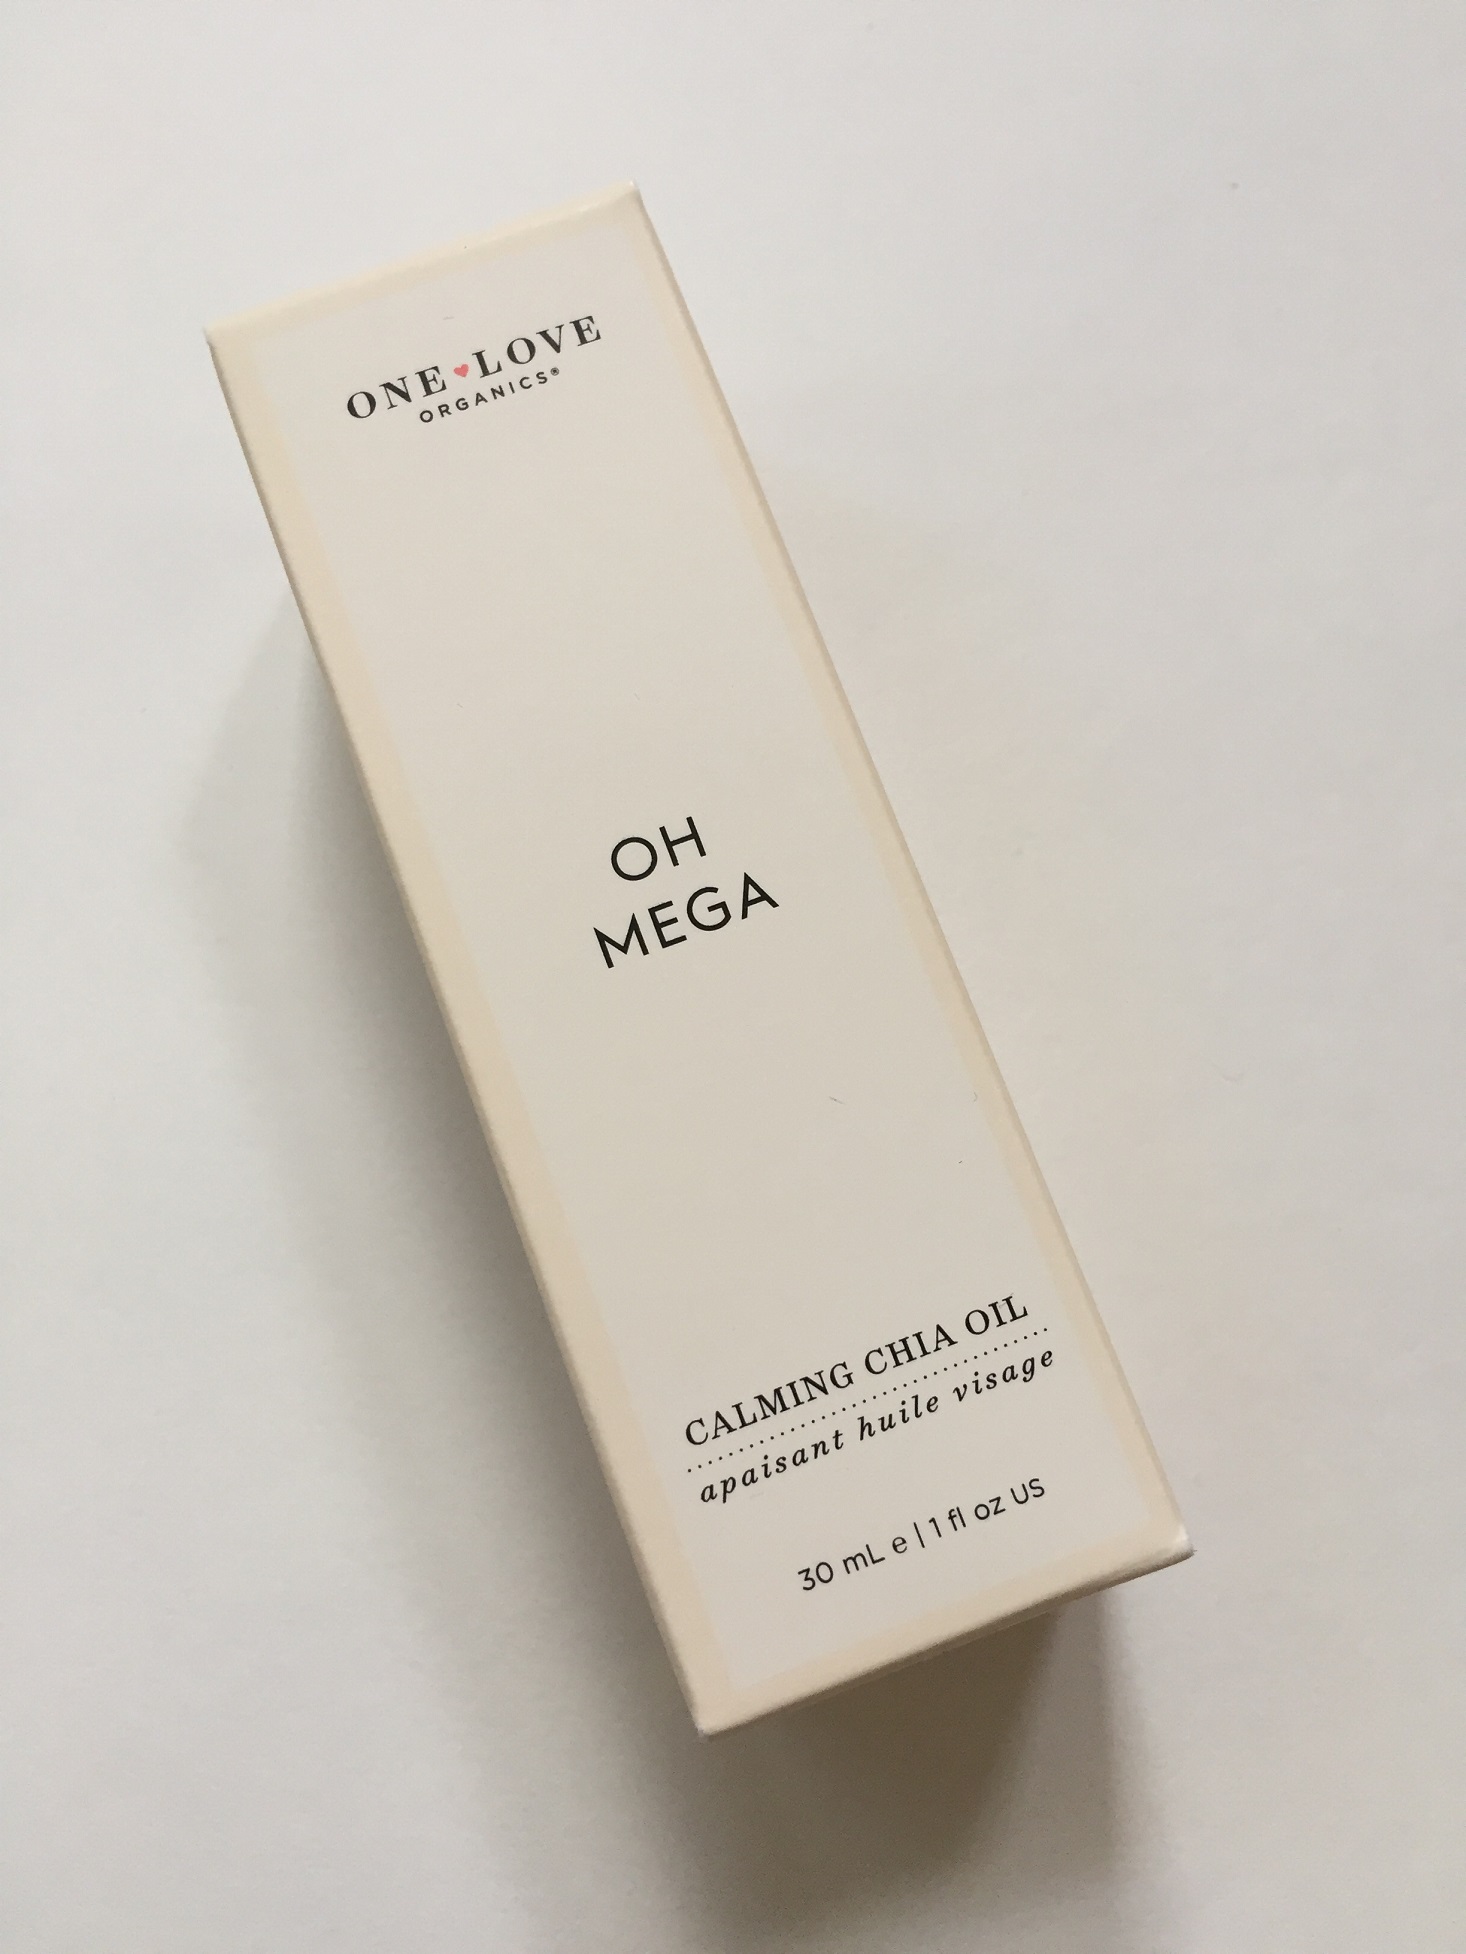 ONE♥LOVE
ORGANICS®
OH
MEGA
CALMING CHIA OIL
apaisant huile visage
30 mL e | 1 fl oz US